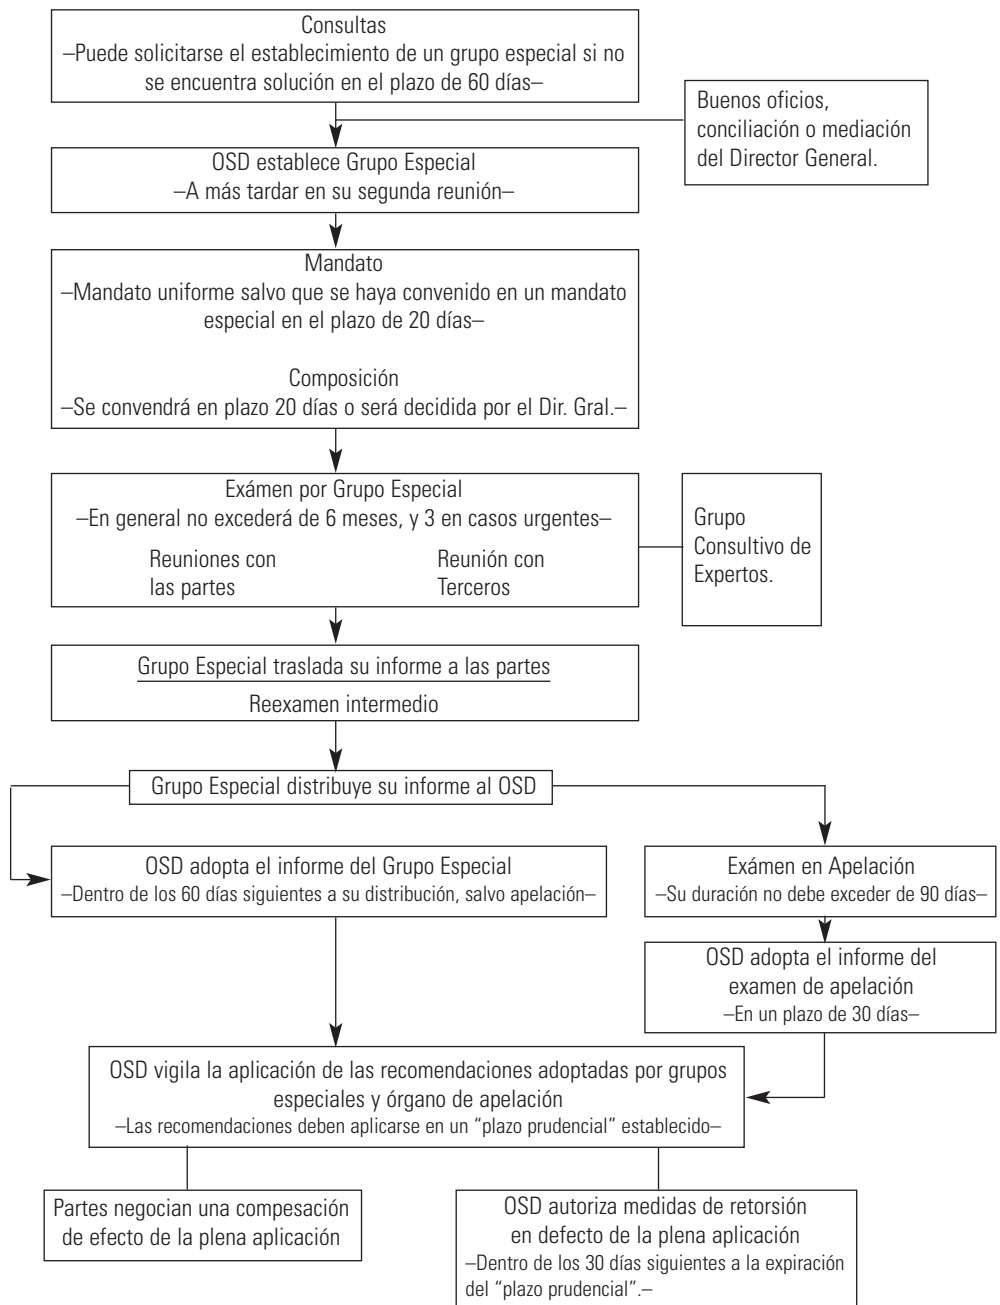 Consultas
–Puede solicitarse el establecimiento de un grupo especial si no
se encuentra solución en el plazo de 60 días–
Buenos oficios,
conciliación o mediación
del Director General.
OSD establece Grupo Especial
–A más tardar en su segunda reunión–
Mandato
–Mandato uniforme salvo que se haya convenido en un mandato
especial en el plazo de 20 días–
Composición
–Se convendrá en plazo 20 días o será decidida por el Dir. Gral.–
Exámen por Grupo Especial
–En general no excederá de 6 meses, y 3 en casos urgentes–
Reuniones con
las partes
Reunión con
Terceros
Grupo
Consultivo de
Expertos.
Grupo Especial traslada su informe a las partes
Reexamen intermedio
Grupo Especial distribuye su informe al OSD
OSD adopta el informe del Grupo Especial
–Dentro de los 60 días siguientes a su distribución, salvo apelación–
Exámen en Apelación
–Su duración no debe exceder de 90 días–
OSD adopta el informe del
examen de apelación
–En un plazo de 30 días–
OSD vigila la aplicación de las recomendaciones adoptadas por grupos
especiales y órgano de apelación
–Las recomendaciones deben aplicarse en un “plazo prudencial” establecido–
Partes negocian una compesación
de efecto de la plena aplicación
OSD autoriza medidas de retorsión
en defecto de la plena aplicación
–Dentro de los 30 días siguientes a la expiración
del “plazo prudencial”.–